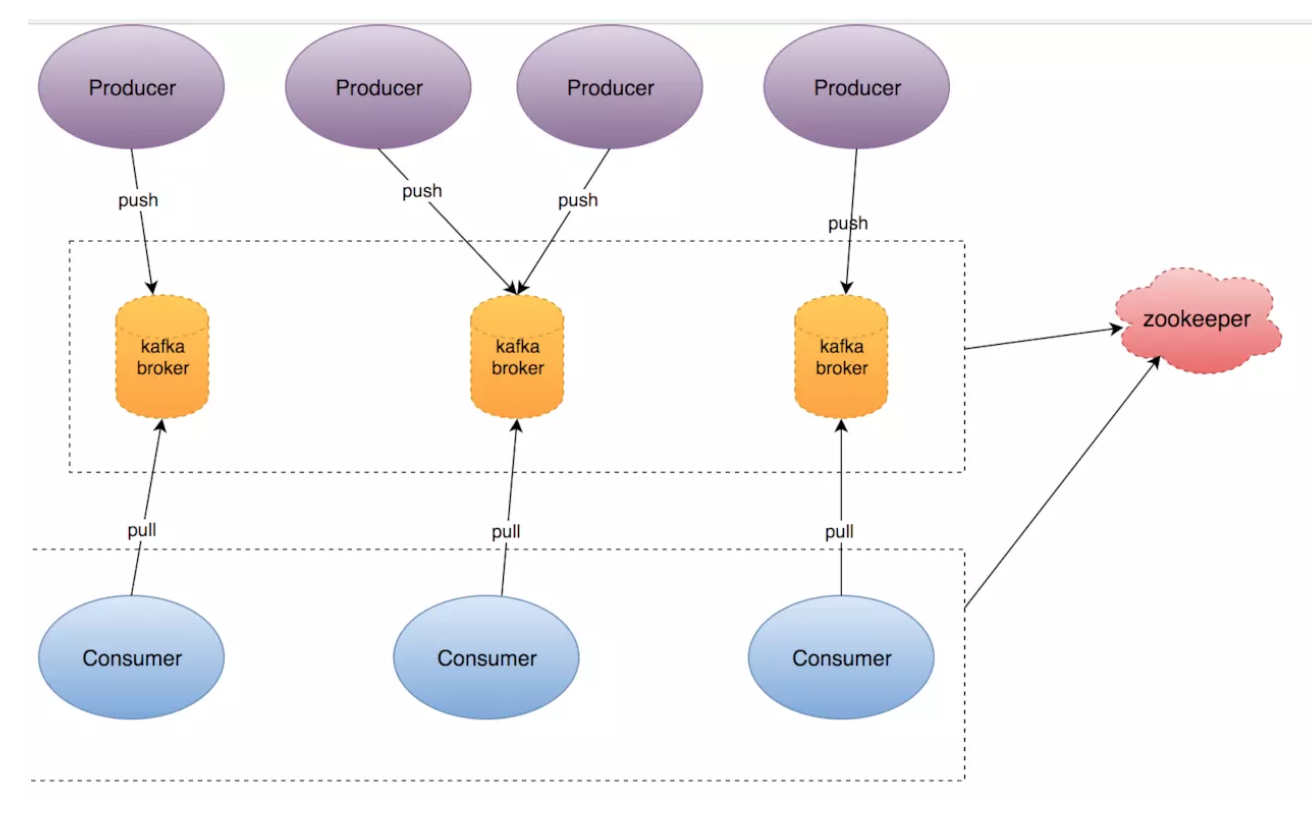 Producer
Producer
Producer
Producer
push
push
push
push
kafka
broker
kafka
broker
kafka
broker
zookeeper
pull
pull
pull
Consumer
Consumer
Consumer